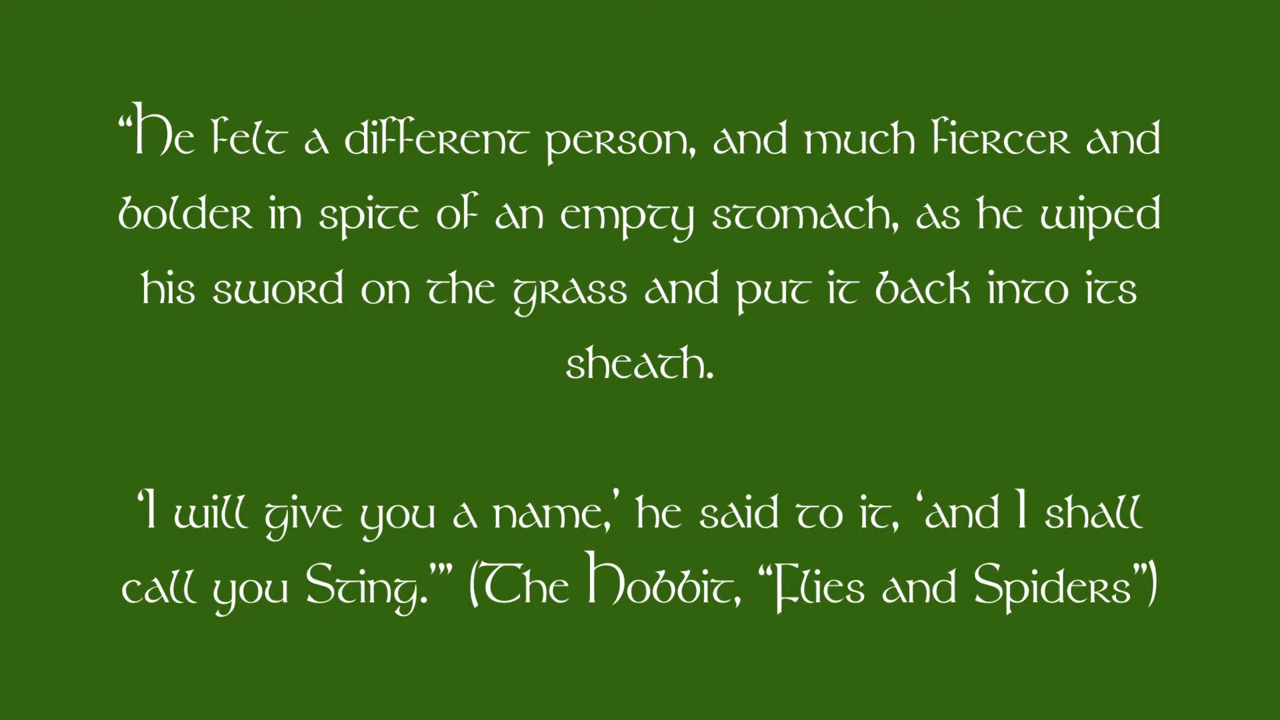 “He felt a different person, and much fiercer and
bolder in spite of an empty stomach, as he wiped
his sword on the grass and put it back into its
sheath.
‘I will give you a name,’ he said to it, ‘and I shall
call you Sting.’” (The Hobbit, “Flies and Spiders”)